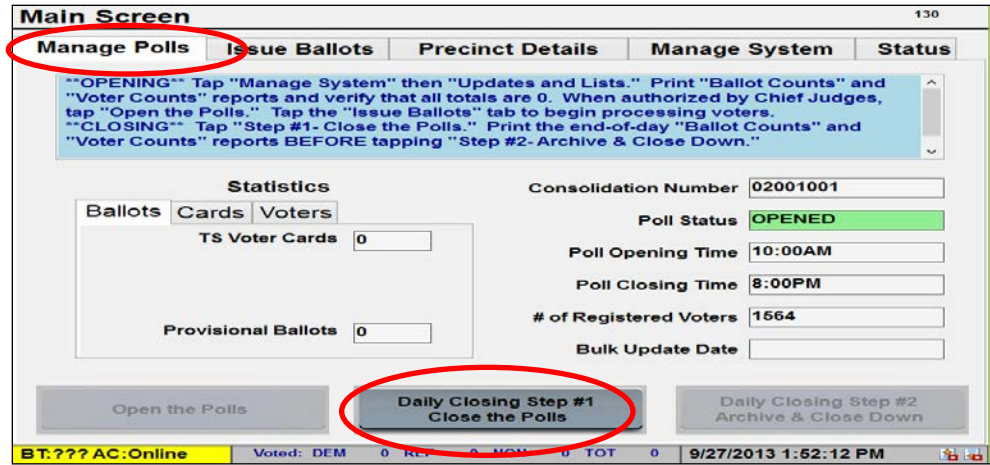 Main Screen
130
Manage Polls Issue Ballots Precinct Details Manage System Status
**OPENING** Tap "Manage System" then "Updates and Lists." Print "Ballot Counts" and
"Voter Counts" reports and verify that all totals are 0. When authorized by Chief Judges,
tap "Open the Polls." Tap the "Issue Ballots" tab to begin processing voters.
**CLOSING** Tap "Step #1- Close the Polls." Print the end-of-day "Ballot Counts" and
"Voter Counts" reports BEFORE tapping "Step #2- Archive & Close Down."
Statistics
Ballots Cards Voters
TS Voter Cards 0
Provisional Ballots 0
Consolidation Number 02001001
Poll Status OPENED
Poll Opening Time 10:00AM
Poll Closing Time 8:00PM
# of Registered Voters 1564
Bulk Update Date
Open the Polls
Daily Closing Step #1
Close the Polls
Daily Closing Step #2
Archive & Close Down
BT:??? AC:Online Voted: DEM 0 REP 0 NON 0 TOT 0 9/27/2013 1:52:12 PM